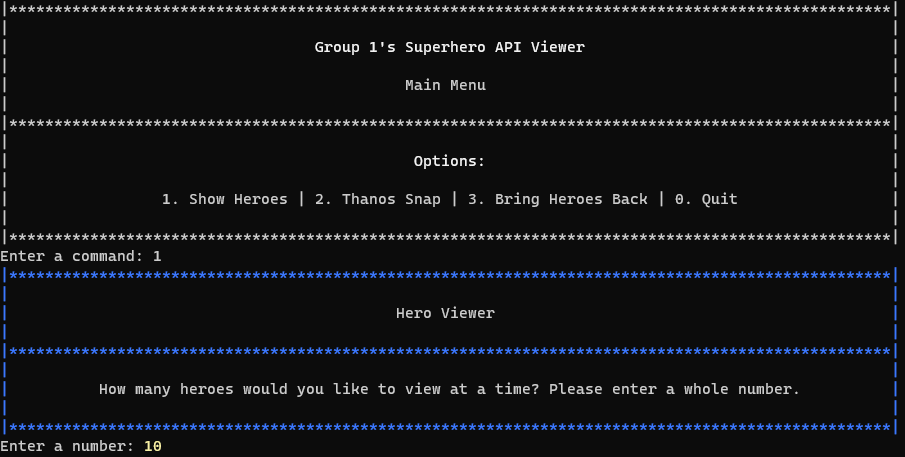 |**************************************************************************************************|
Group 1's Superhero API Viewer
Main Menu
|**************************************************************************************************|
Options:
1. Show Heroes | 2. Thanos Snap | 3. Bring Heroes Back | 0. Quit
|**************************************************************************************************|
Enter a command: 1
|**************************************************************************************************|
Hero Viewer
|**************************************************************************************************|
How many heroes would you like to view at a time? Please enter a whole number.
|**************************************************************************************************|
Enter a number: 10